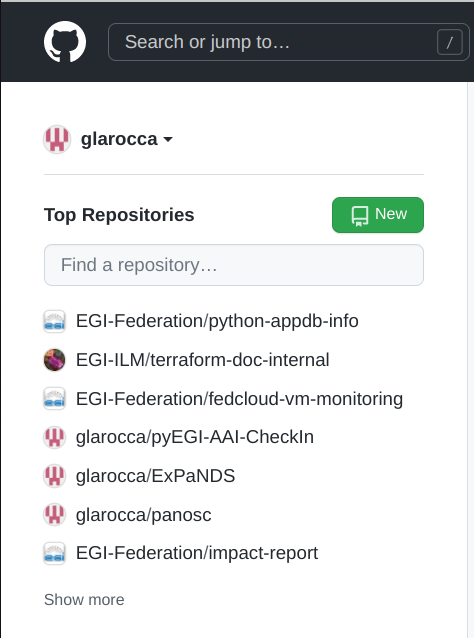 Search or jump to…
/
glarocca
Top Repositories
New
Find a repository…
EGI-Federation/python-appdb-info
EGI-ILM/terraform-doc-internal
EGI-Federation/fedcloud-vm-monitoring
glarocca/pyEGI-AAI-CheckIn
glarocca/ExPaNDS
glarocca/panosc
EGI-Federation/impact-report
Show more